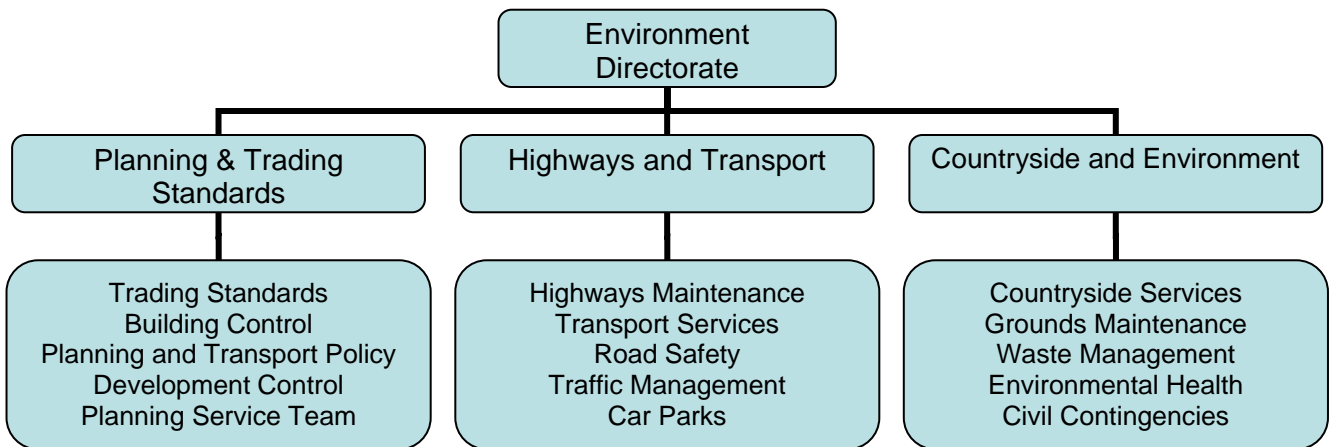 Environment
Directorate
Planning & Trading
Standards
Highways and Transport
Countryside and Environment
Trading Standards
Building Control
Planning and Transport Policy
Development Control
Planning Service Team
Highways Maintenance
Transport Services
Road Safety
Traffic Management
Car Parks
Countryside Services
Grounds Maintenance
Waste Management
Environmental Health
Civil Contingencies